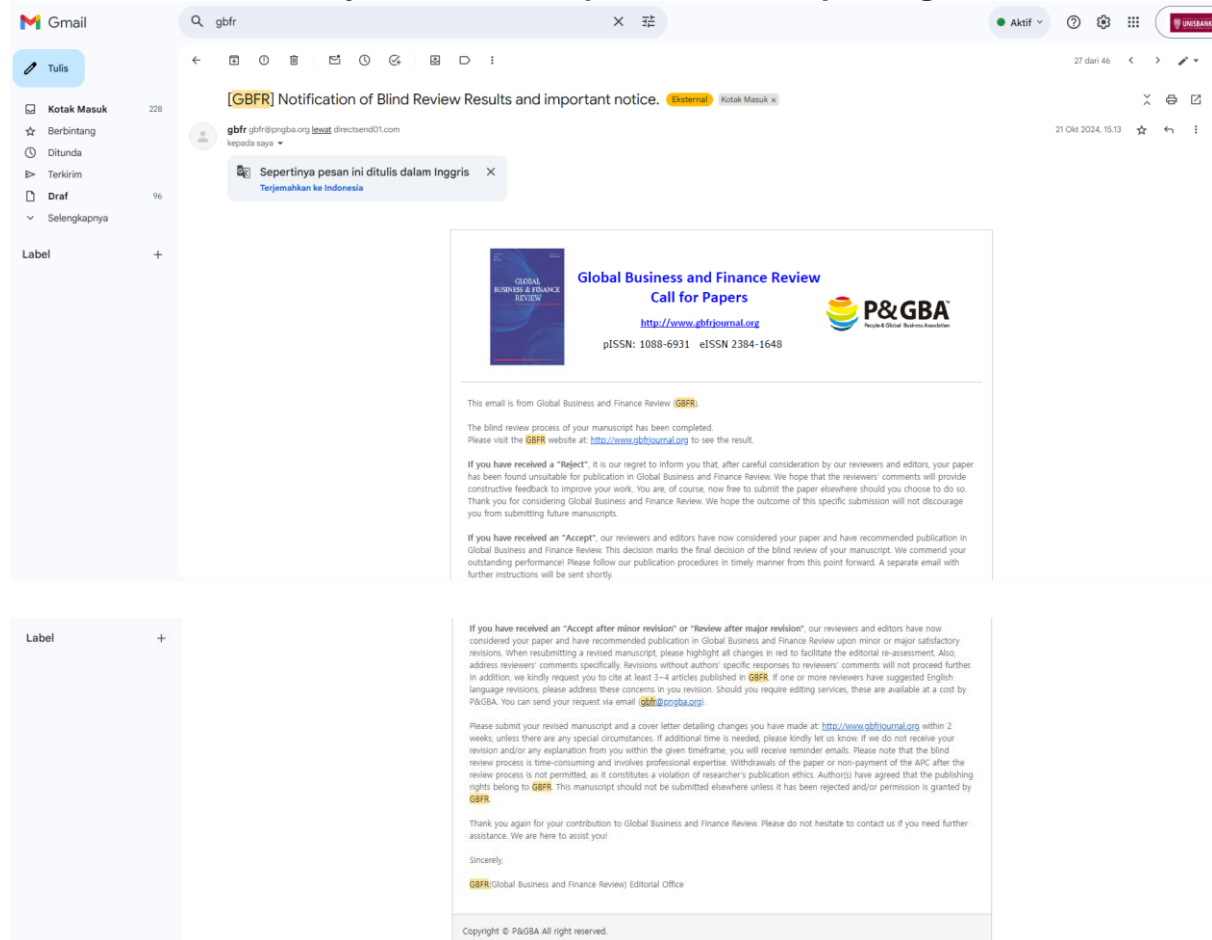 Gmail
gbfr
Aktif
UNISBANK
Tulis
27 dari 46
[GBFR] Notification of Blind Review Results and important notice. Eksternal Kotak Masuk x
Kotak Masuk 228
Berbintang
Ditunda
Terkirim
Draf 96
Selengkapnya
Label +
gbfr gbfr@pngba.org lewat directsend01.com
kepada saya
21 Okt 2024, 15.13
Sepertinya pesan ini ditulis dalam Inggris
Terjemahkan ke Indonesia
GLOBAL
BUSINESS & FINANCE
REVIEW
Global Business and Finance Review
Call for Papers
http://www.gbfrjournal.org
pISSN: 1088-6931 eISSN 2384-1648
P&GBA
People & Global Business Association
This email is from Global Business and Finance Review (GBFR).
The blind review process of your manuscript has been completed.
Please visit the GBFR website at: http://www.gbfrjournal.org to see the result.
If you have received a "Reject", it is our regret to inform you that, after careful consideration by our reviewers and editors, your paper
has been found unsuitable for publication in Global Business and Finance Review. We hope that the reviewers' comments will provide
constructive feedback to improve your work. You are, of course, now free to submit the paper elsewhere should you choose to do so.
Thank you for considering Global Business and Finance Review. We hope the outcome of this specific submission will not discourage
you from submitting future manuscripts.
If you have received an "Accept", our reviewers and editors have now considered your paper and have recommended publication in
Global Business and Finance Review. This decision marks the final decision of the blind review of your manuscript. We commend your
outstanding performance! Please follow our publication procedures in timely manner from this point forward. A separate email with
further instructions will be sent shortly.
Label +
If you have received an "Accept after minor revision" or "Review after major revision", our reviewers and editors have now
considered your paper and have recommended publication in Global Business and Finance Review upon minor or major satisfactory
revisions. When resubmitting a revised manuscript, please highlight all changes in red to facilitate the editorial re-assessment. Also,
address reviewers' comments specifically. Revisions without authors' specific responses to reviewers' comments will not proceed further.
In addition, we kindly request you to cite at least 3~4 articles published in GBFR. If one or more reviewers have suggested English
language revisions, please address these concerns in you revision. Should you require editing services, these are available at a cost by
P&GBA. You can send your request via email (gbfr@pngba.org).
Please submit your revised manuscript and a cover letter detailing changes you have made at: http://www.gbfrjournal.org within 2
weeks, unless there are any special circumstances. If additional time is needed, please kindly let us know. If we do not receive your
revision and/or any explanation from you within the given timeframe, you will receive reminder emails. Please note that the blind
review process is time-consuming and involves professional expertise. Withdrawals of the paper or non-payment of the APC after the
review process is not permitted, as it constitutes a violation of researcher's publication ethics. Author(s) have agreed that the publishing
rights belong to GBFR. This manuscript should not be submitted elsewhere unless it has been rejected and/or permission is granted by
GBFR.
Thank you again for your contribution to Global Business and Finance Review. Please do not hesitate to contact us if you need further
assistance. We are here to assist you!
Sincerely,
GBFR(Global Business and Finance Review) Editorial Office
Copyright © P&GBA All right reserved.